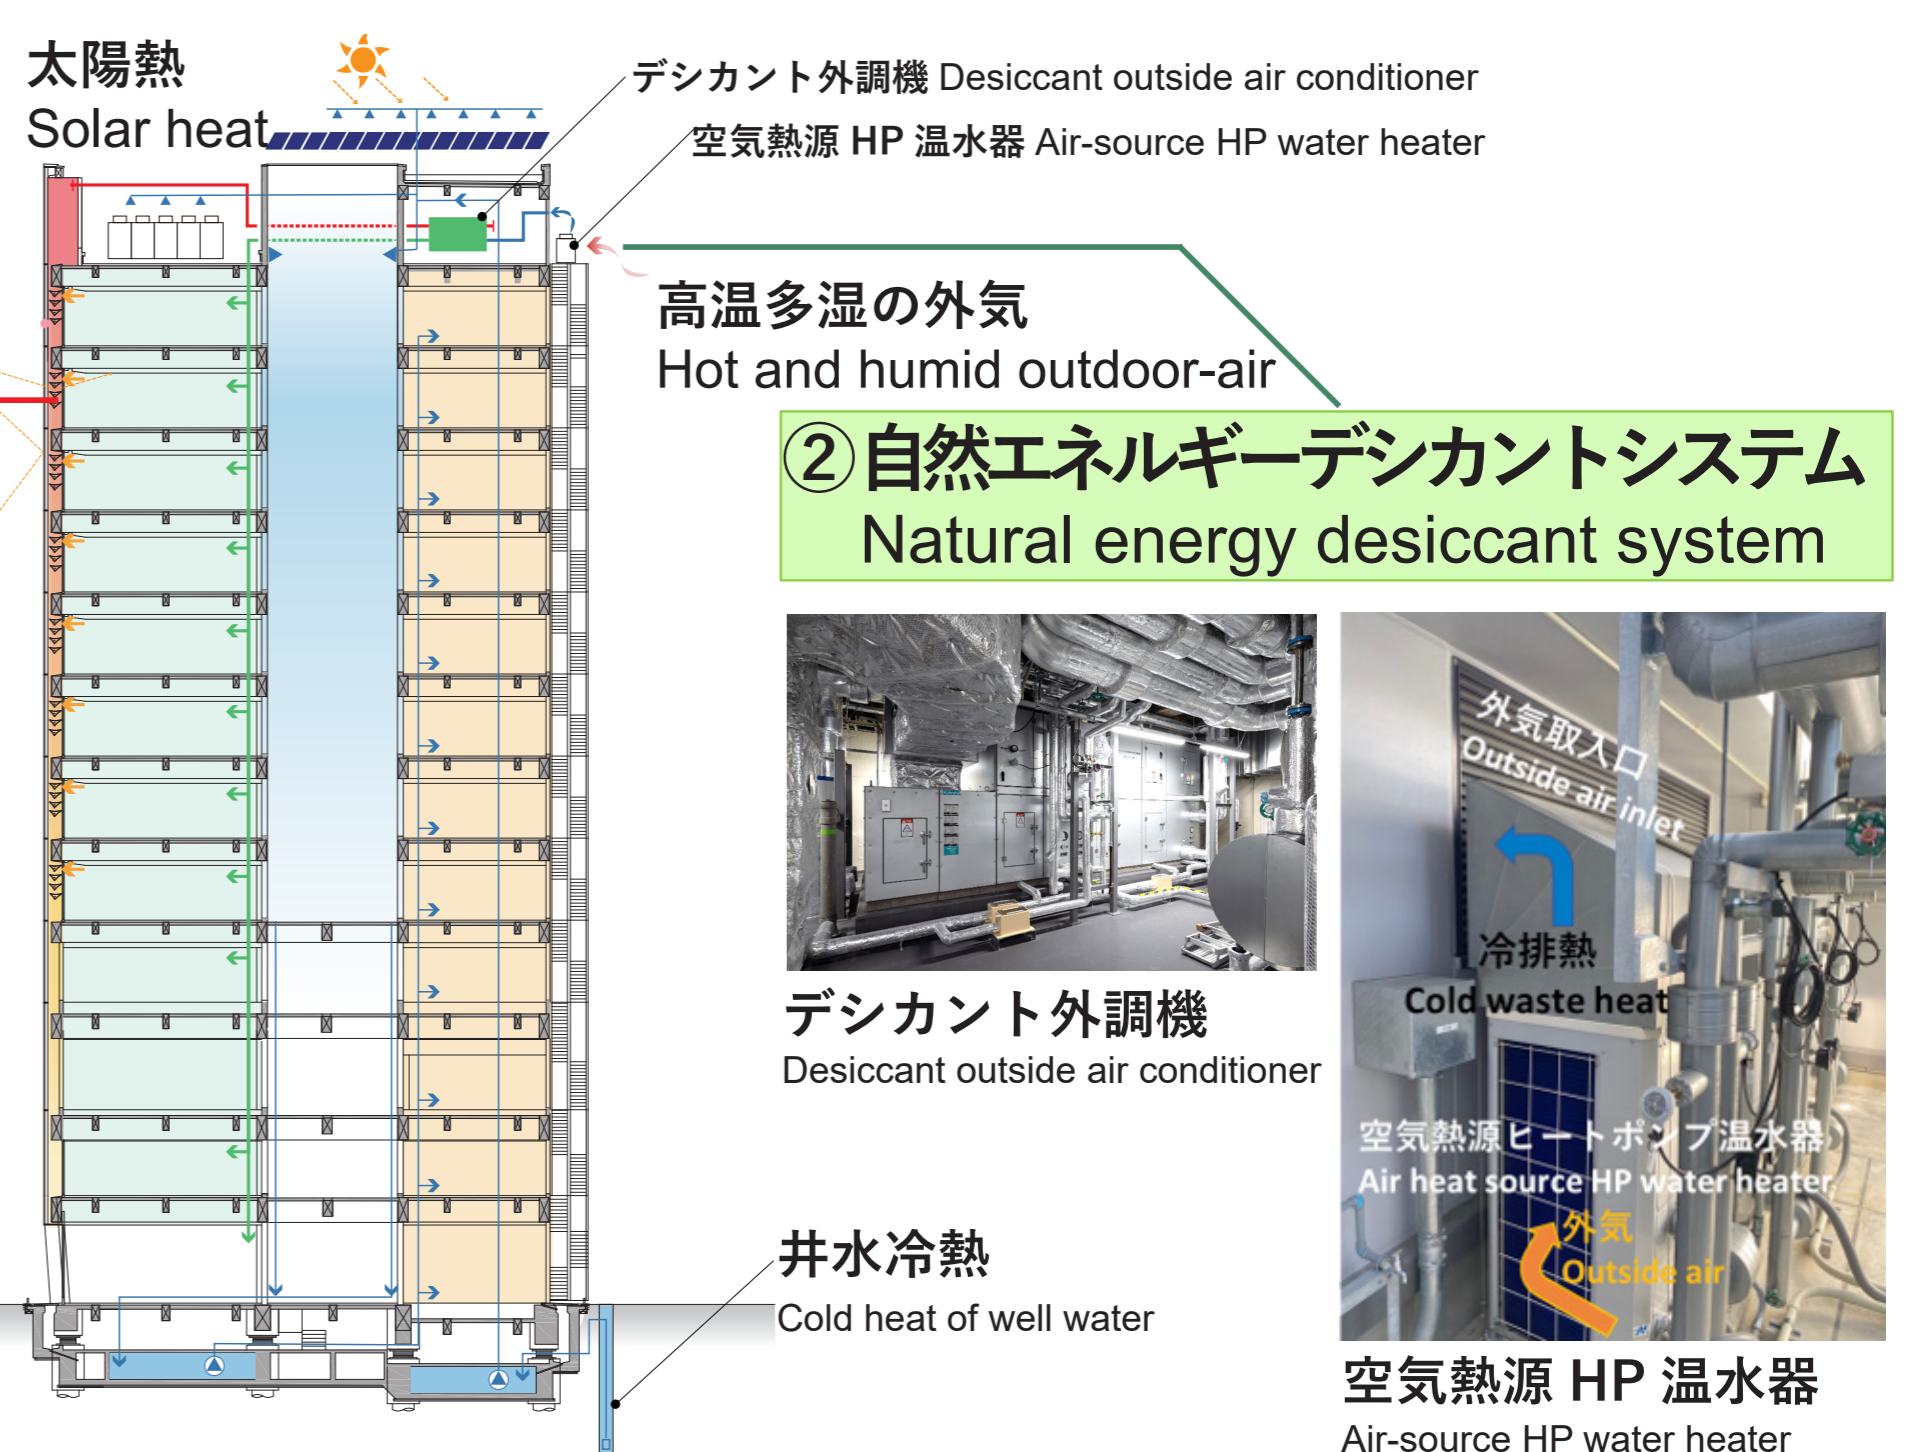 太陽熱
Solar heat
デシカント外調機 Desiccant outside air conditioner
空気熱源 HP 温水器 Air-source HP water heater
高温多湿の外気
Hot and humid outdoor-air
②自然エネルギーデシカントシステム
Natural energy desiccant system
デシカント外調機
Desiccant outside air conditioner
外気取入口
Outside air inlet
冷排熱
Cold waste heat
空気熱源ヒートポンプ温水器
Air heat source HP water heater
外気
Outside air
井水冷熱
Cold heat of well water
空気熱源 HP 温水器
Air-source HP water heater